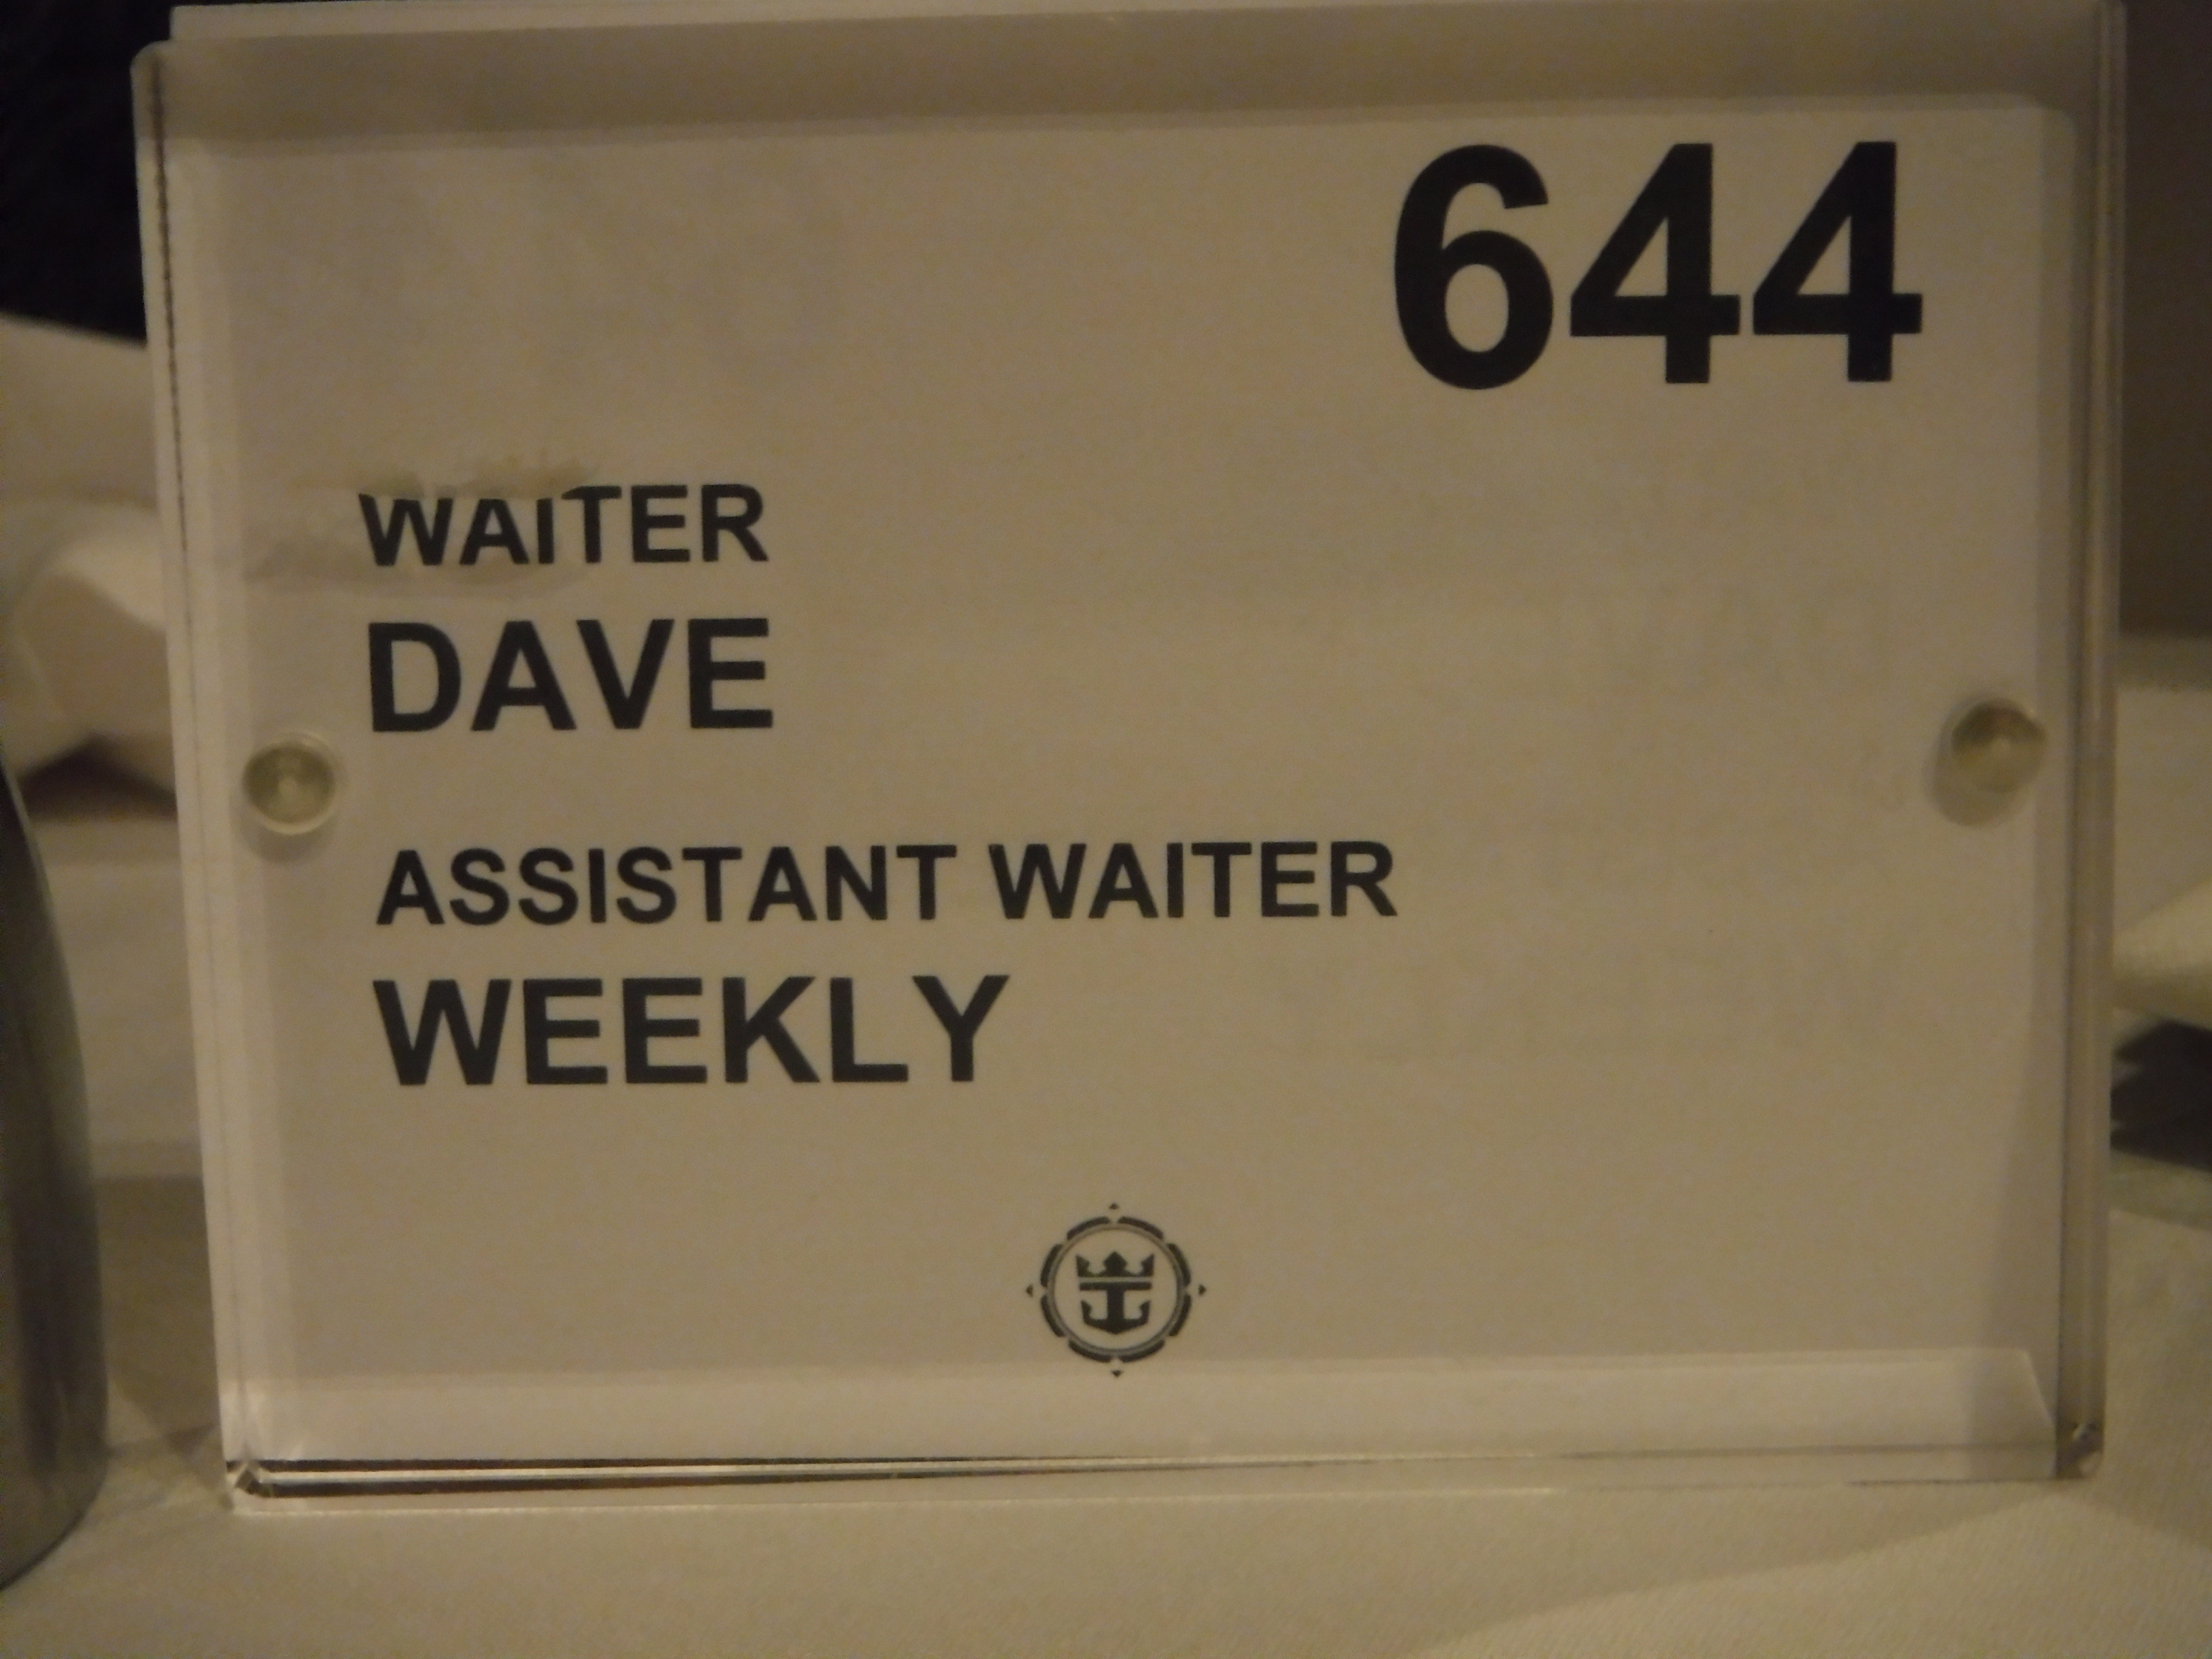 644
WAITER
DAVE
ASSISTANT WAITER
WEEKLY